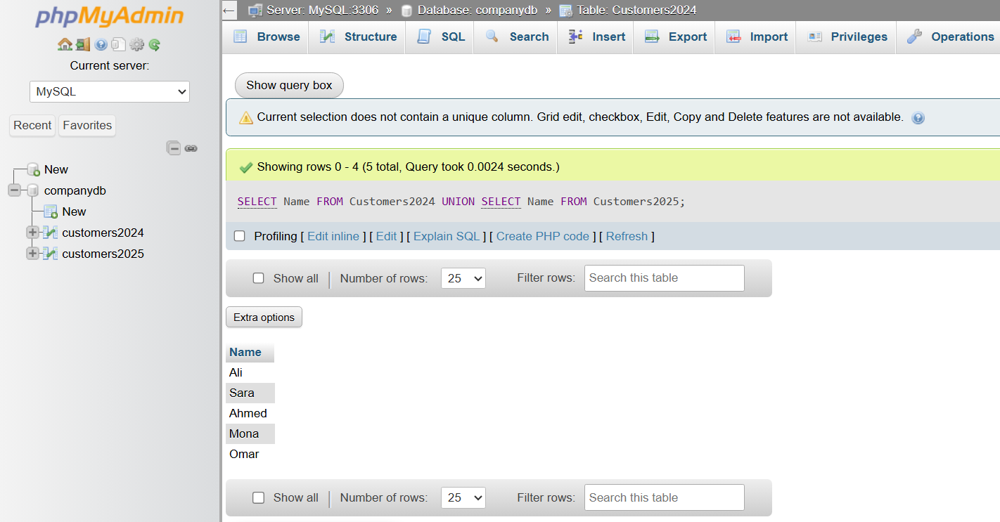 phpMyAdmin
Current server:
MySQL
Recent Favorites
New
companydb
New
customers2024
customers2025
Server: MySQL:3306 » Database: companydb » Table: Customers2024
Browse Structure SQL Search Insert Export Import Privileges Operations
Show query box
Current selection does not contain a unique column. Grid edit, checkbox, Edit, Copy and Delete features are not available.
Showing rows 0 - 4 (5 total, Query took 0.0024 seconds.)
SELECT Name FROM Customers2024 UNION SELECT Name FROM Customers2025;
Profiling [ Edit inline ] [ Edit ] [ Explain SQL ] [ Create PHP code ] [ Refresh ]
Show all | Number of rows: 25 Filter rows: Search this table
Extra options
Name
Ali
Sara
Ahmed
Mona
Omar
Show all | Number of rows: 25 Filter rows: Search this table